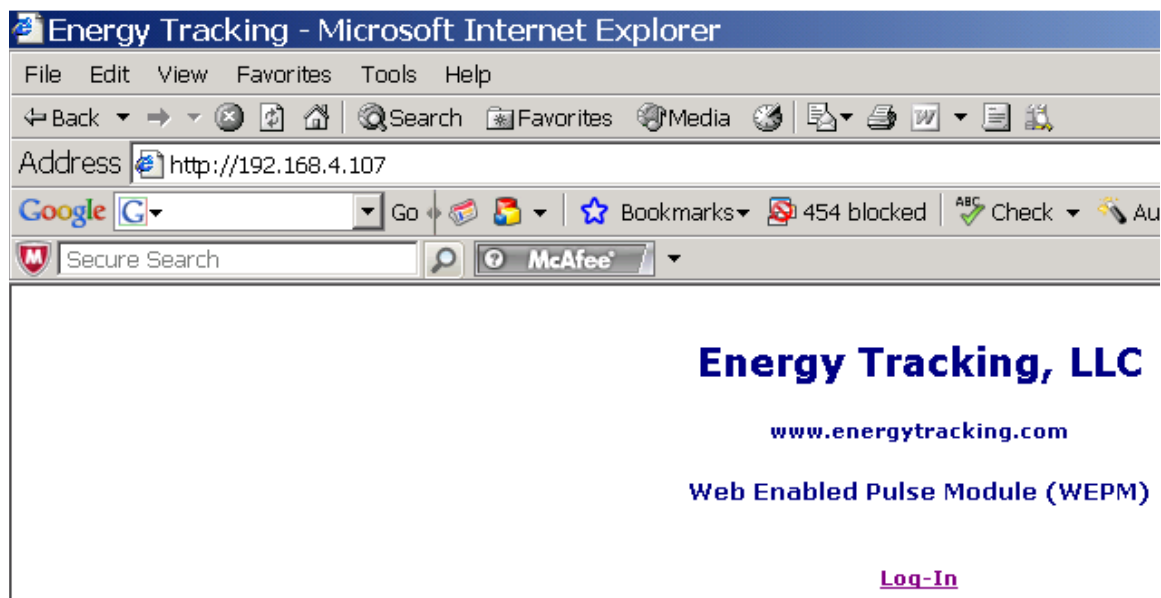 Energy Tracking - Microsoft Internet Explorer
File Edit View Favorites Tools Help
Back Search Favorites Media W
Address http://192.168.4.107
Google G Go Bookmarks 454 blocked ABC Check Au
M Secure Search McAfee
Energy Tracking, LLC
www.energytracking.com
Web Enabled Pulse Module (WEPM)
Log-In